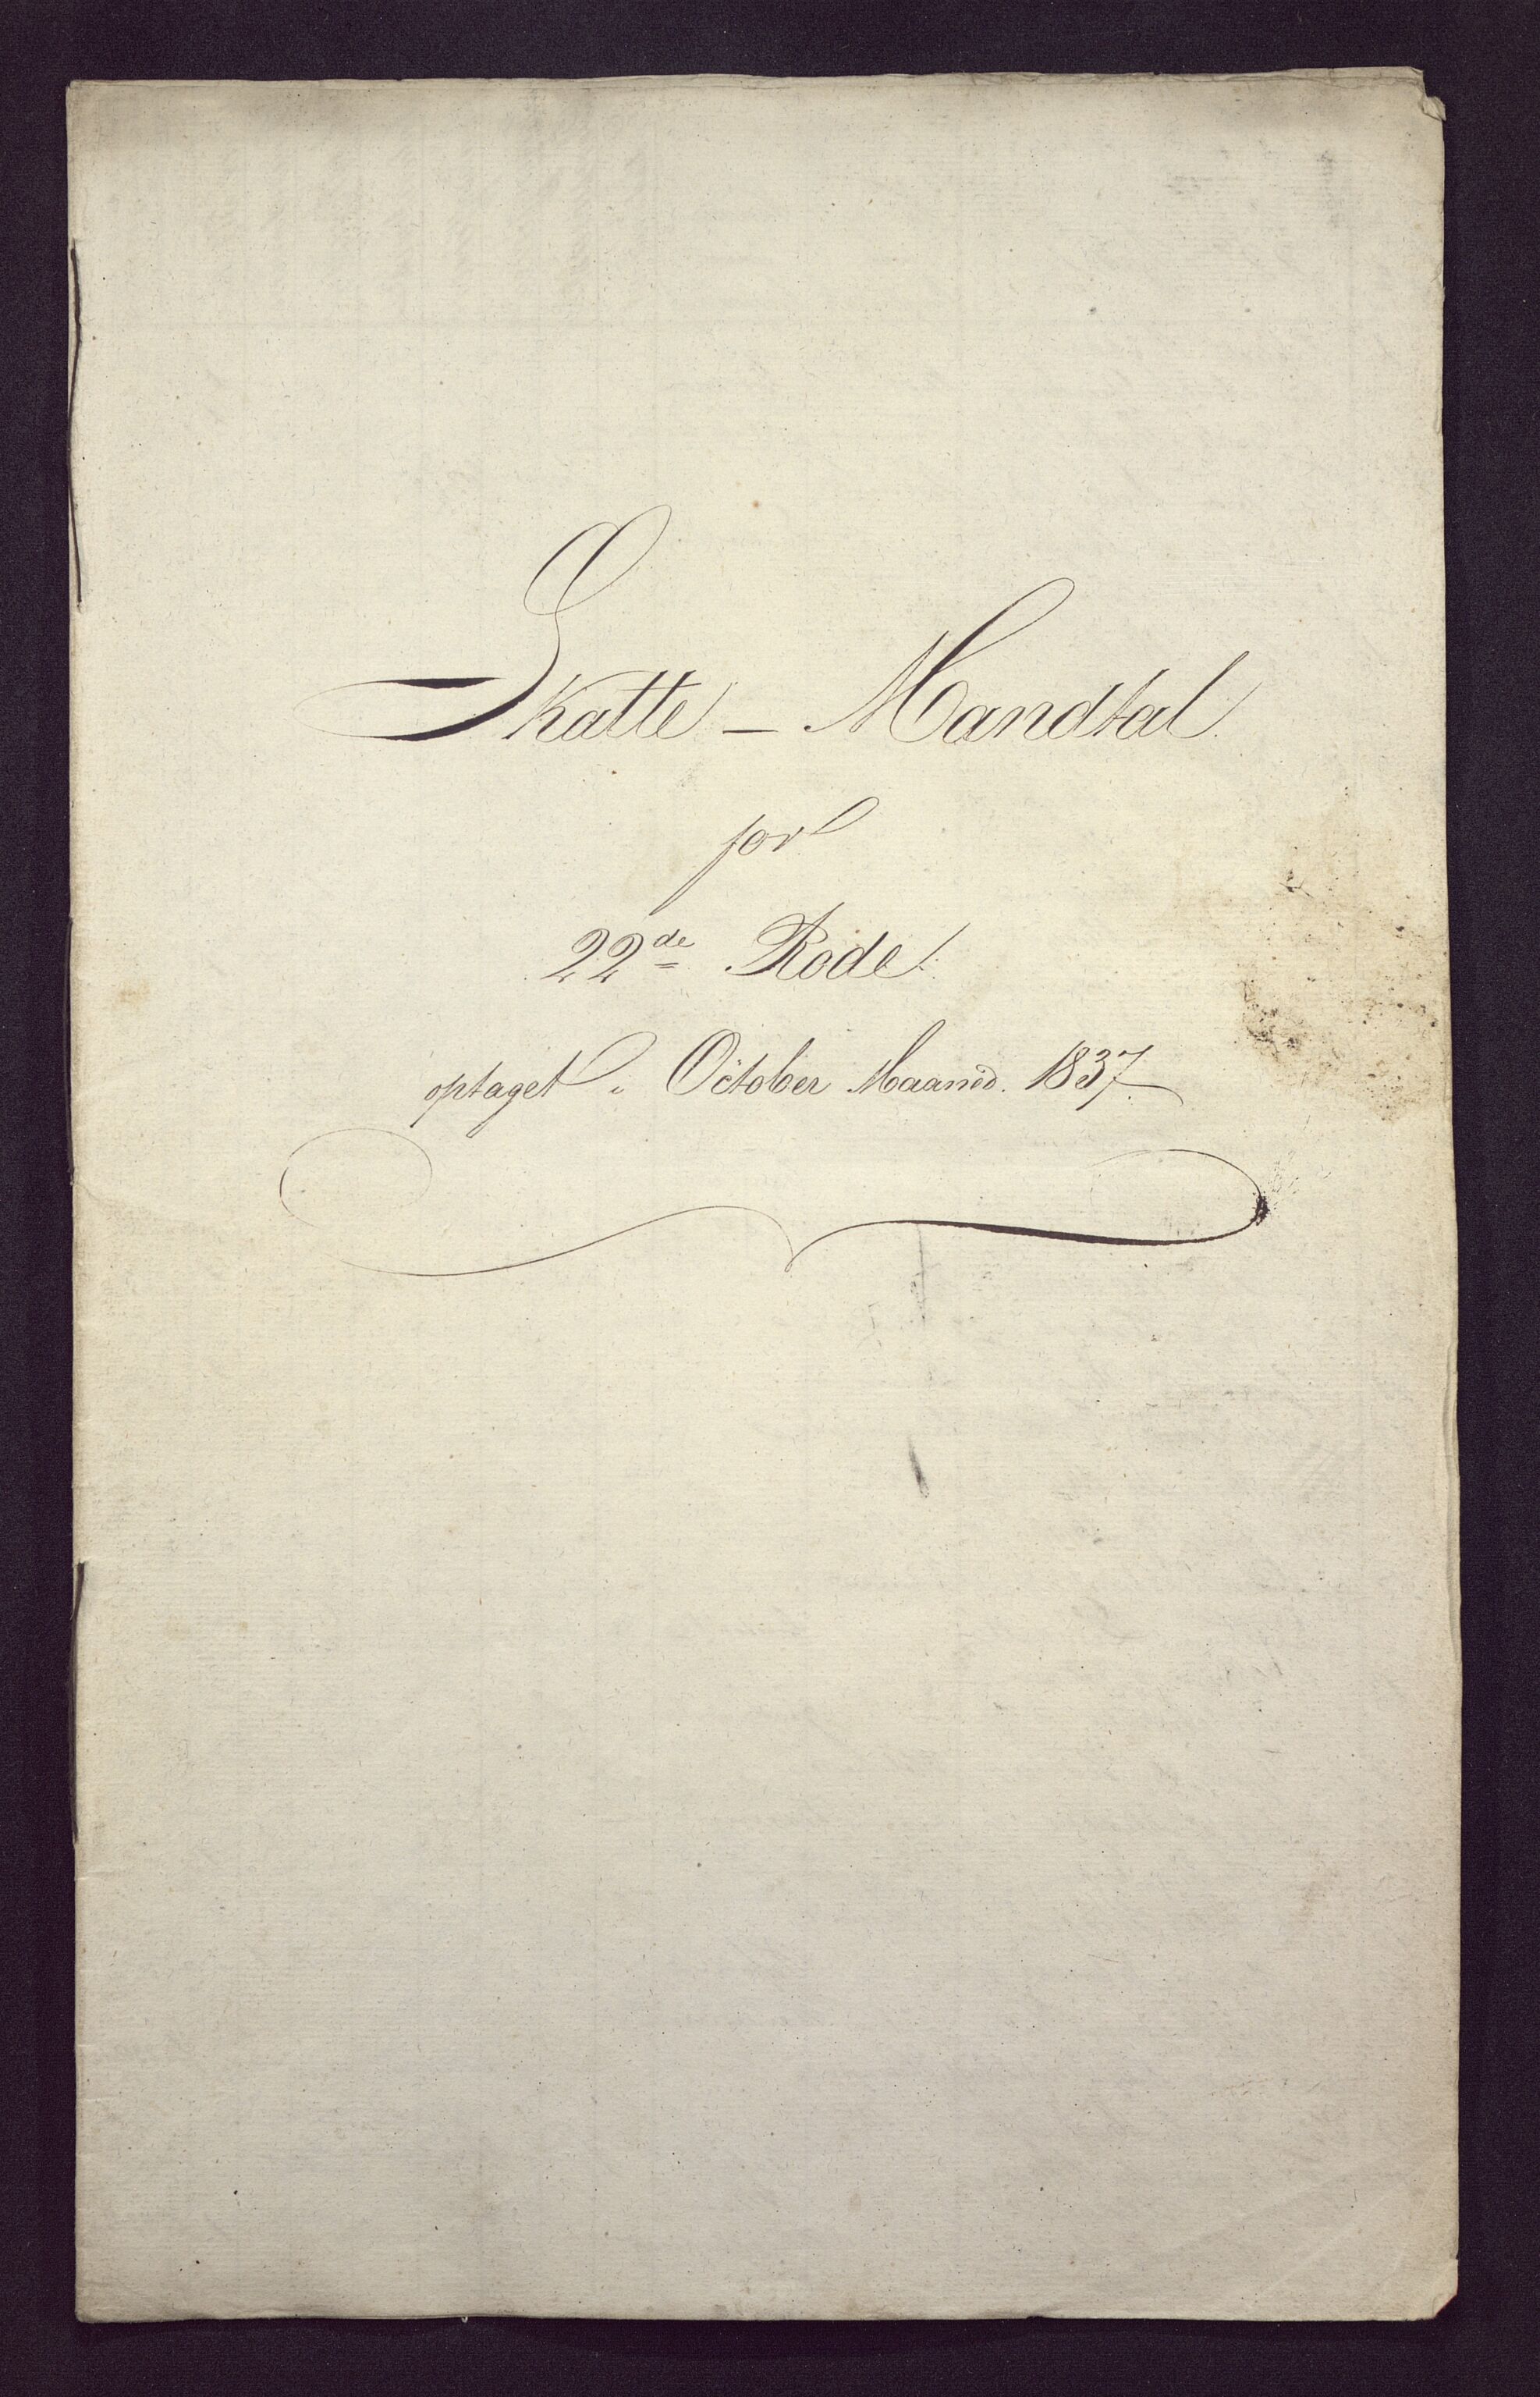 Skatte - Mandtal
for
22de Rode
optaget i October Maaned. 1837.